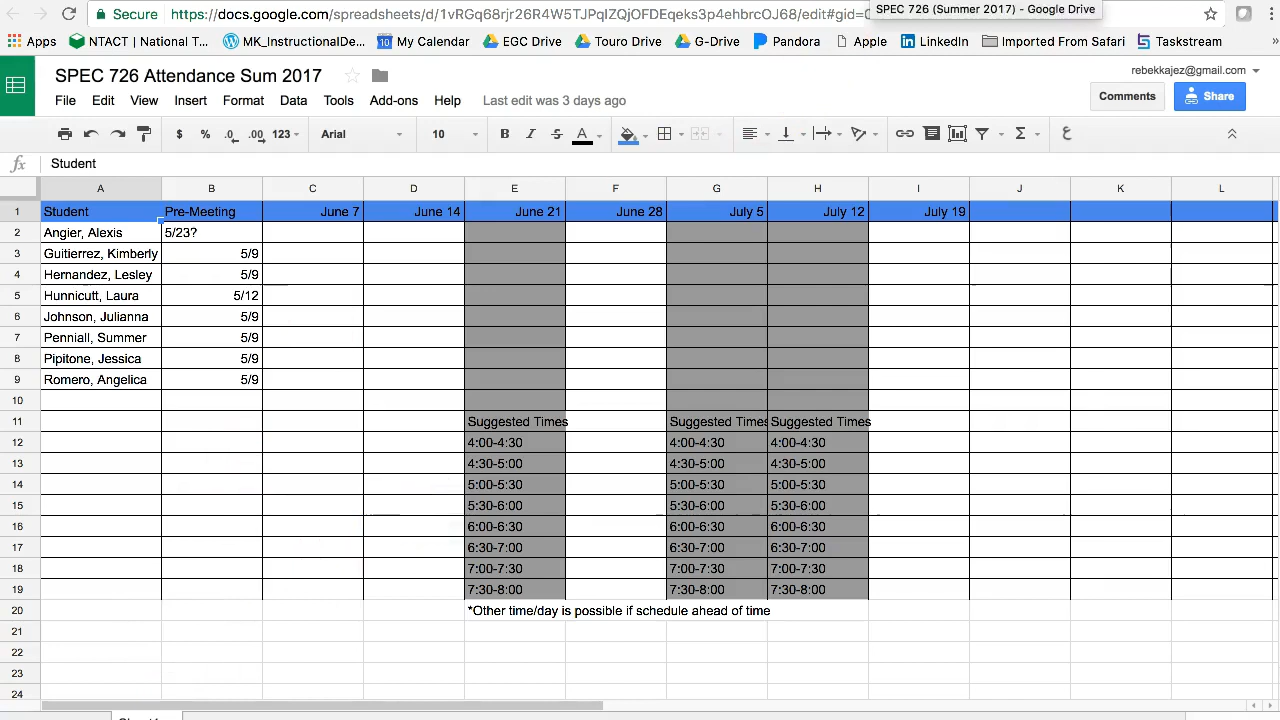 Secure https://docs.google.com/spreadsheets/d/1vRGq68rjr26R4W5TJPqIZQjOFDEqeks3p4ehbrcOJ68/edit#gid=
SPEC 726 (Summer 2017) - Google Drive
Apps NTACT | National T... MK_InstructionalDe... My Calendar EGC Drive Touro Drive G-Drive Pandora Apple LinkedIn Imported From Safari Taskstream »
SPEC 726 Attendance Sum 2017 rebekkajez@gmail.com
File Edit View Insert Format Data Tools Add-ons Help Last edit was 3 days ago Comments Share
$ % .0 .00 123 Arial 10 B I S A Σ
fx Student
A B C D E F G H I J K L
1 Student Pre-Meeting June 7 June 14 June 21 June 28 July 5 July 12 July 19
2 Angier, Alexis 5/23?
3 Guitierrez, Kimberly 5/9
4 Hernandez, Lesley 5/9
5 Hunnicutt, Laura 5/12
6 Johnson, Julianna 5/9
7 Penniall, Summer 5/9
8 Pipitone, Jessica 5/9
9 Romero, Angelica 5/9
10
11 Suggested Times Suggested Times Suggested Times
12 4:00-4:30 4:00-4:30 4:00-4:30
13 4:30-5:00 4:30-5:00 4:30-5:00
14 5:00-5:30 5:00-5:30 5:00-5:30
15 5:30-6:00 5:30-6:00 5:30-6:00
16 6:00-6:30 6:00-6:30 6:00-6:30
17 6:30-7:00 6:30-7:00 6:30-7:00
18 7:00-7:30 7:00-7:30 7:00-7:30
19 7:30-8:00 7:30-8:00 7:30-8:00
20 *Other time/day is possible if schedule ahead of time
21
22
23
24